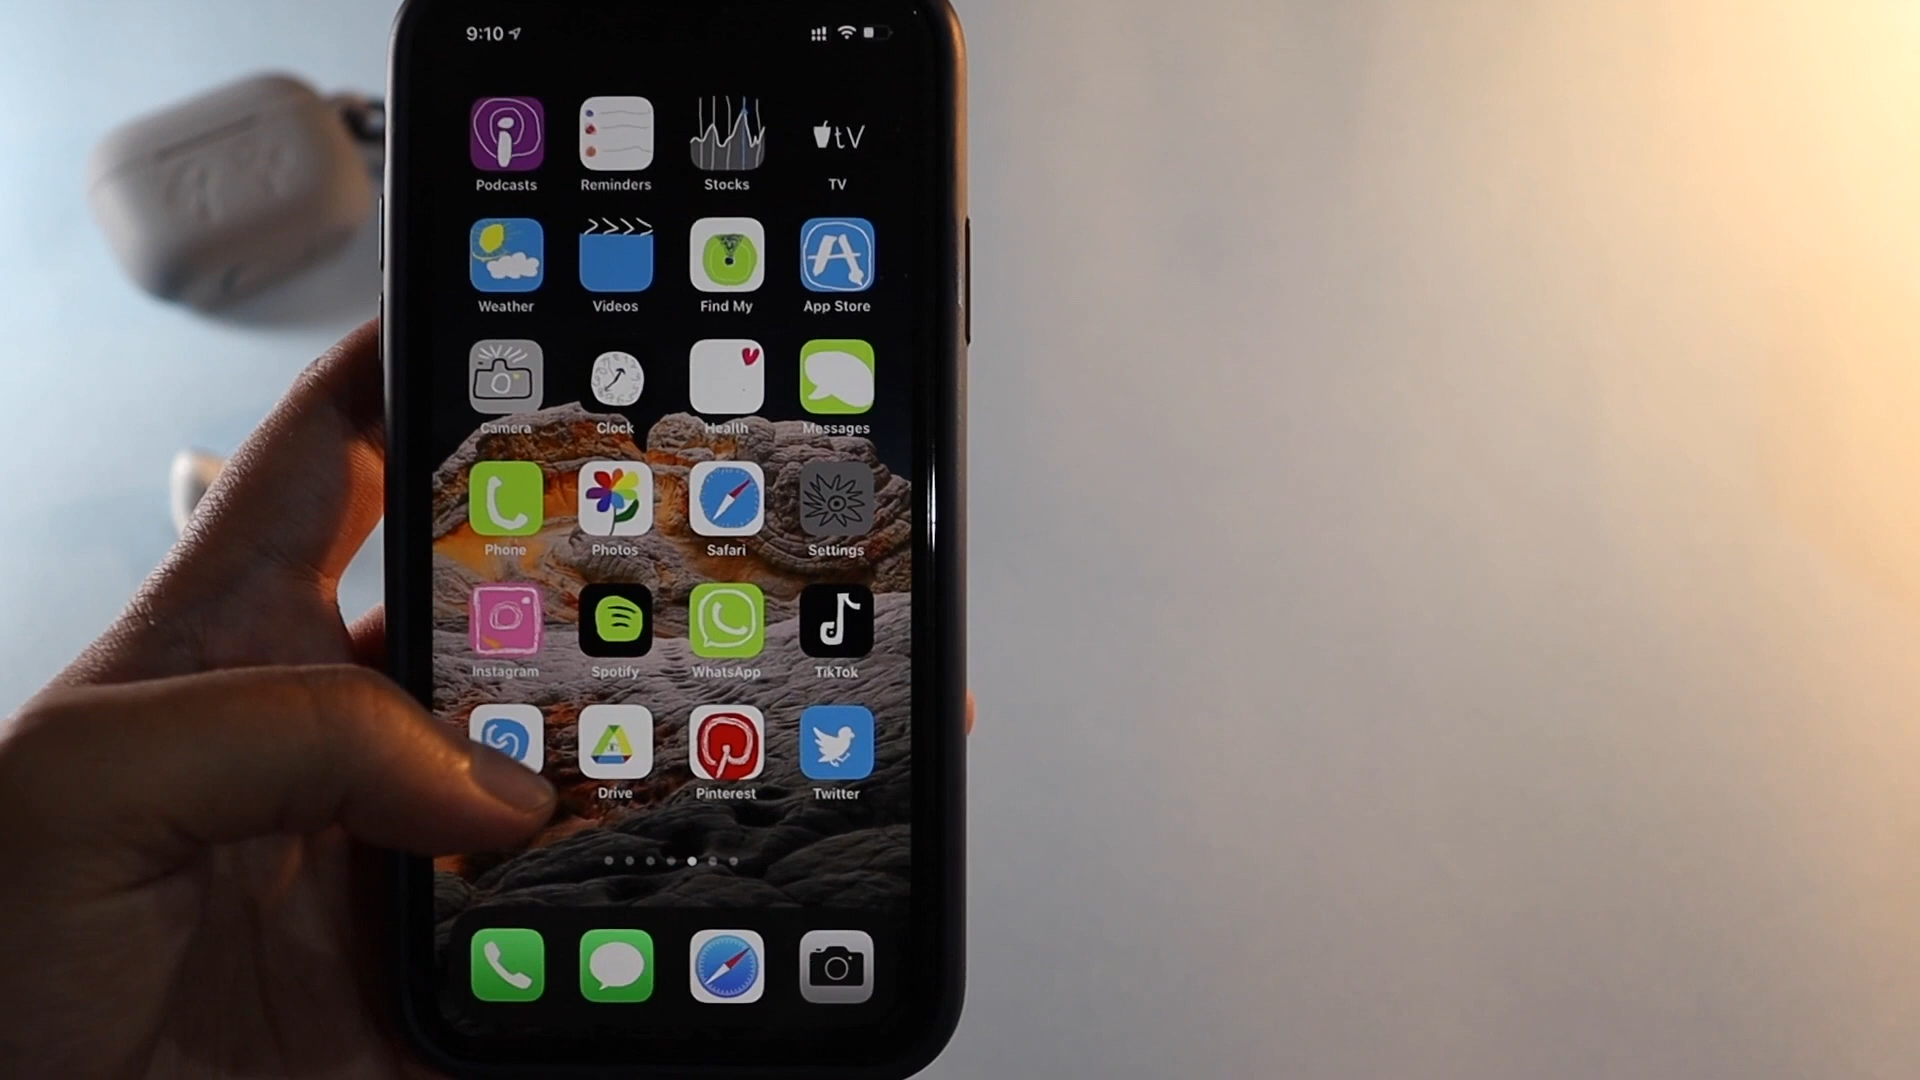 9:10
Podcasts Reminders Stocks tv TV
Weather Videos Find My App Store
Camera Clock Health Messages
Phone Photos Safari Settings
Instagram Spotify WhatsApp TikTok
Drive Pinterest Twitter